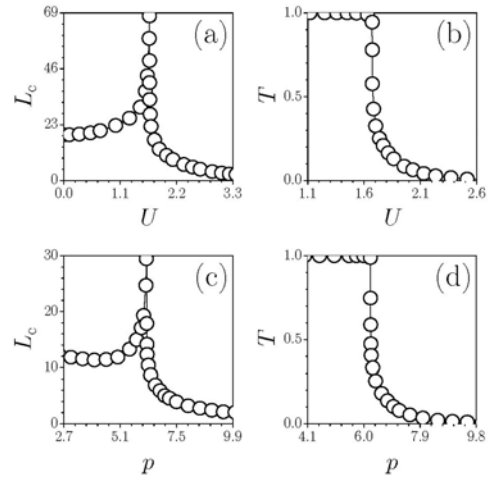 69
46
23
0
L_c
(a)
0.0 1.1 2.2 3.3
U
1.0
0.5
0.0
T
(b)
1.1 1.6 2.1 2.6
U
30
20
10
0
L_c
(c)
2.7 5.1 7.5 9.9
p
1.0
0.5
0.0
T
(d)
4.1 6.0 7.9 9.8
p